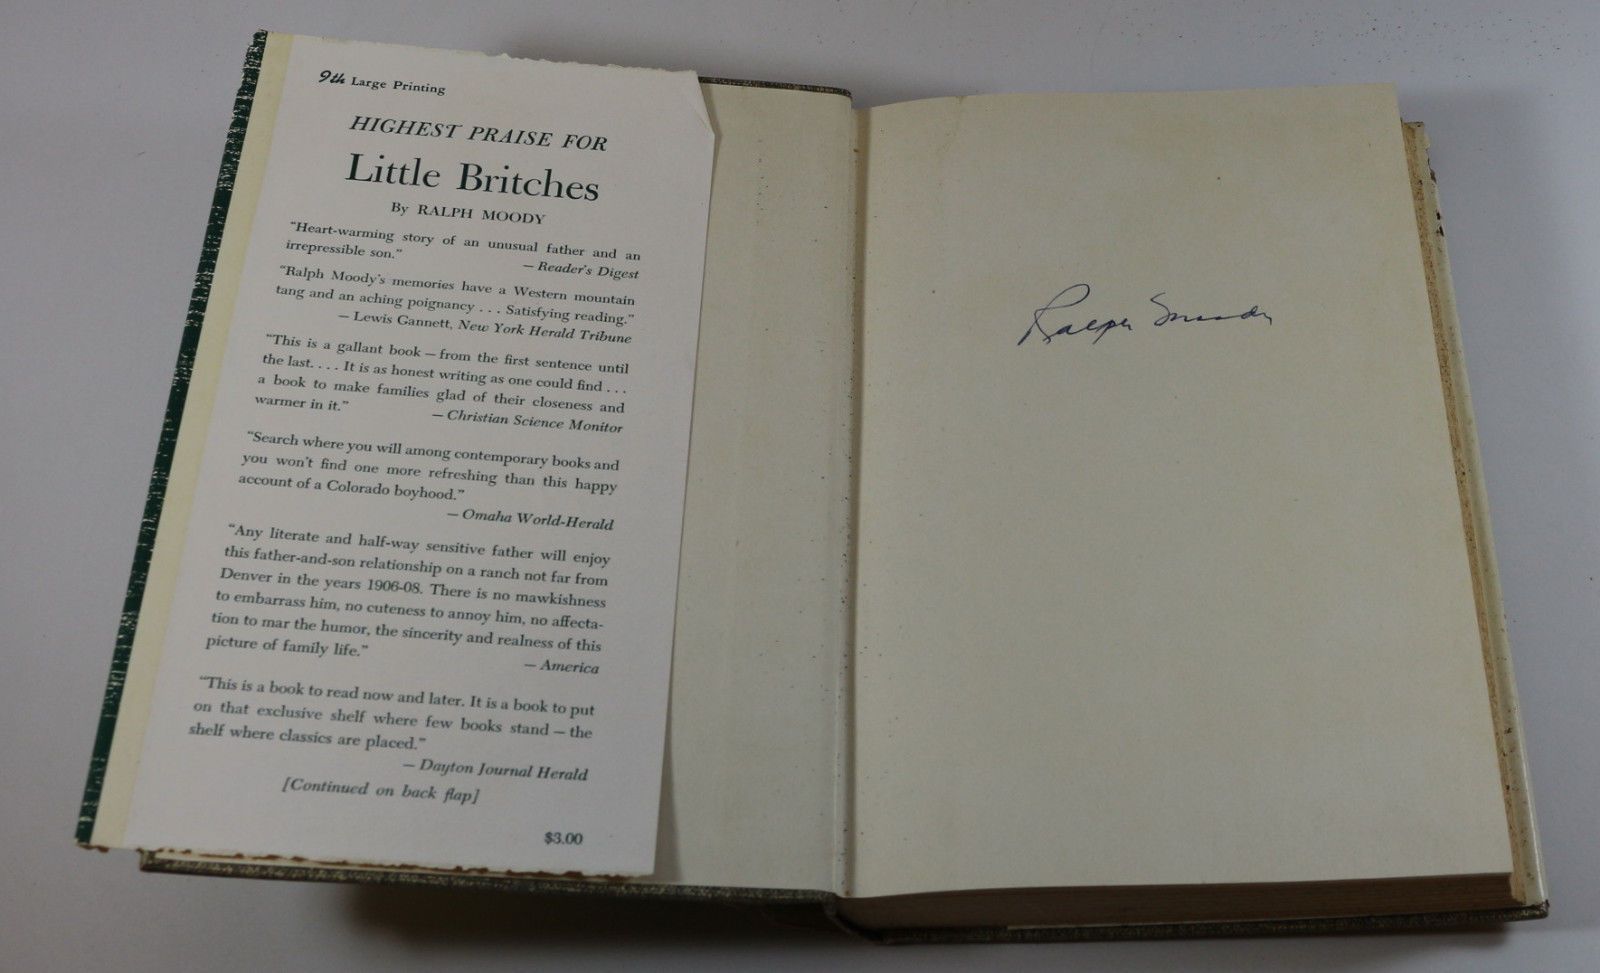 9th Large Printing
HIGHEST PRAISE FOR
Little Britches
By RALPH MOODY
“Heart-warming story of an unusual father and an
irrepressible son.”
— Reader's Digest
“Ralph Moody's memories have a Western mountain
tang and an aching poignancy . . . Satisfying reading.”
— Lewis Gannett, New York Herald Tribune
“This is a gallant book — from the first sentence until
the last. . . . It is as honest writing as one could find . . .
a book to make families glad of their closeness and
warmer in it.”
— Christian Science Monitor
“Search where you will among contemporary books and
you won't find one more refreshing than this happy
account of a Colorado boyhood.”
— Omaha World-Herald
“Any literate and half-way sensitive father will enjoy
this father-and-son relationship on a ranch not far from
Denver in the years 1906-08. There is no mawkishness
to embarrass him, no cuteness to annoy him, no affecta-
tion to mar the humor, the sincerity and realness of this
picture of family life.”
— America
“This is a book to read now and later. It is a book to put
on that exclusive shelf where few books stand — the
shelf where classics are placed.”
— Dayton Journal Herald
[Continued on back flap]
$3.00
Ralph Moody